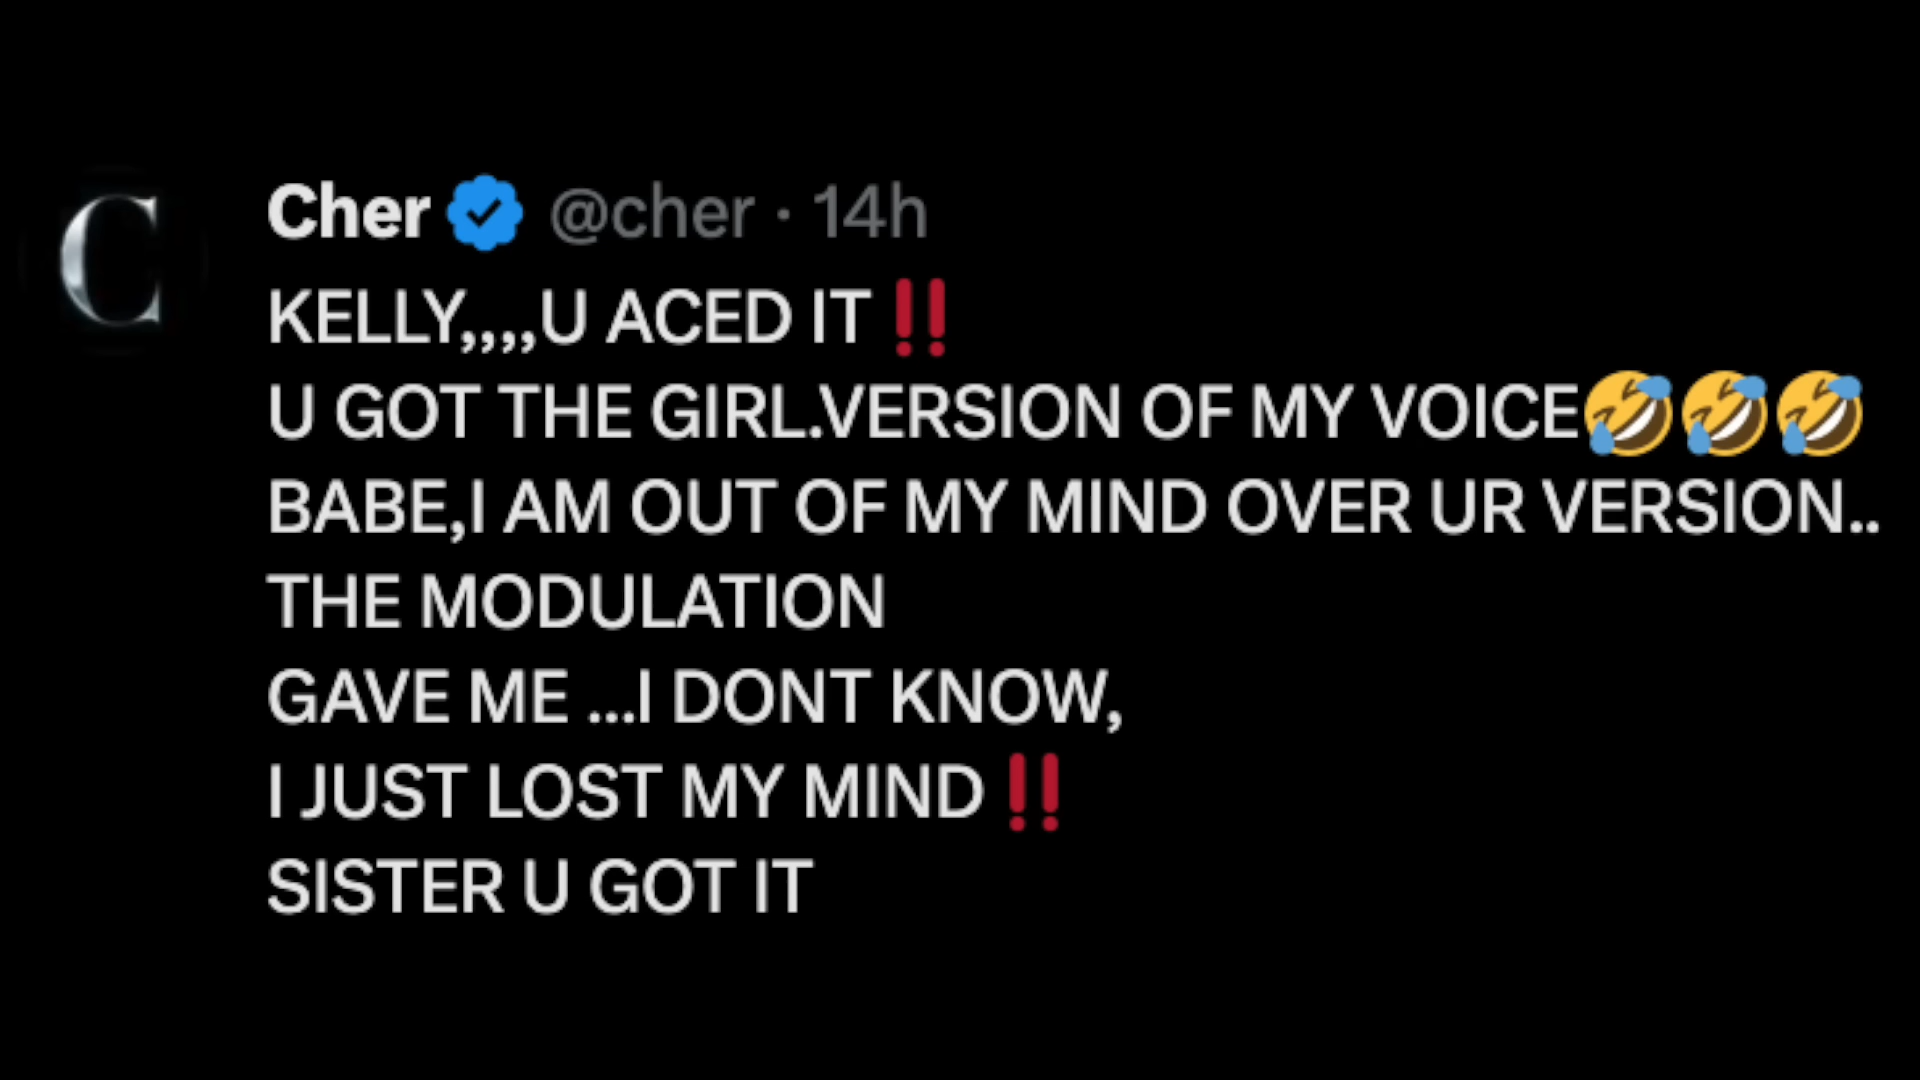 C
Cher @cher · 14h
KELLY,,,,U ACED IT‼️
U GOT THE GIRL.VERSION OF MY VOICE🤣🤣🤣
BABE,I AM OUT OF MY MIND OVER UR VERSION..
THE MODULATION
GAVE ME ...I DONT KNOW,
I JUST LOST MY MIND‼️
SISTER U GOT IT